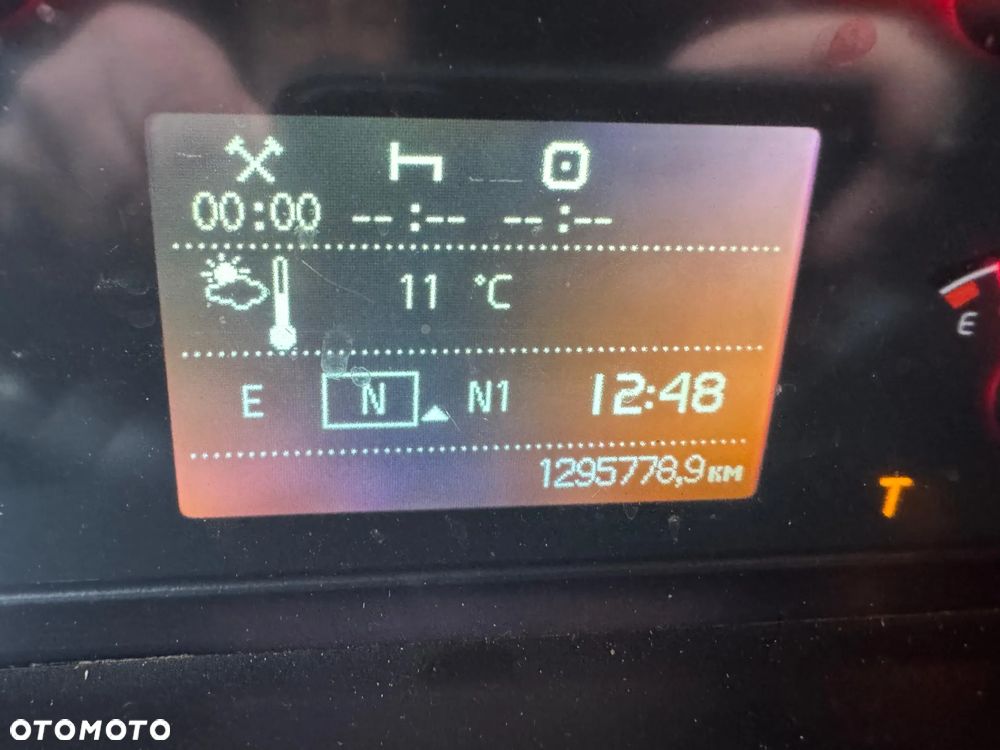 00:00 --:-- --:--
11 °C
E N N1 12:48
1295778,9км
E
T
OTOMOTO